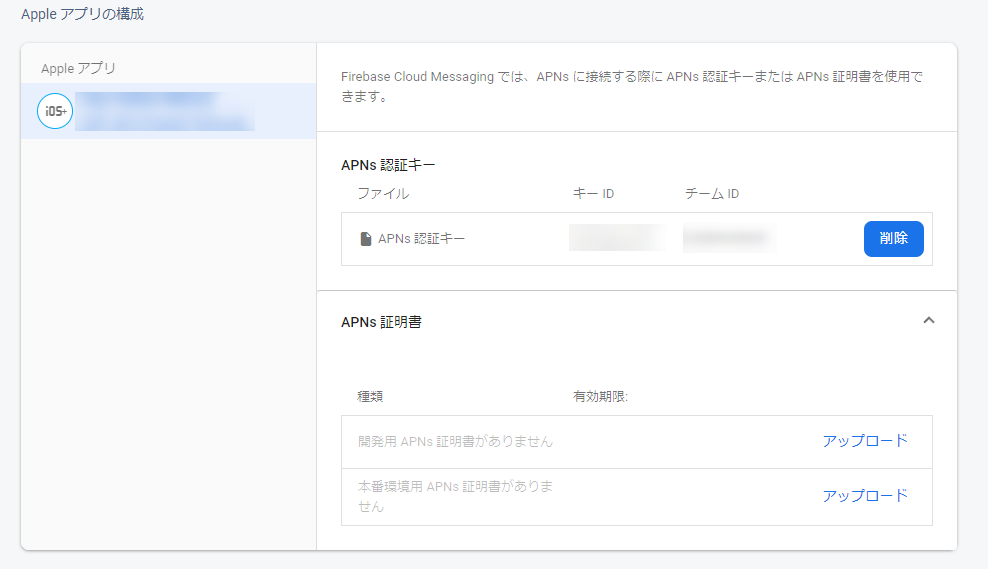 Apple アプリの構成
Apple アプリ
iOS+
Firebase Cloud Messaging では、APNs に接続する際に APNs 認証キーまたは APNs 証明書を使用で
きます。
APNs 認証キー
ファイル キー ID チーム ID
APNs 認証キー 削除
APNs 証明書
種類 有効期限:
開発用 APNs 証明書がありません アップロード
本番環境用 APNs 証明書がありま
せん
アップロード